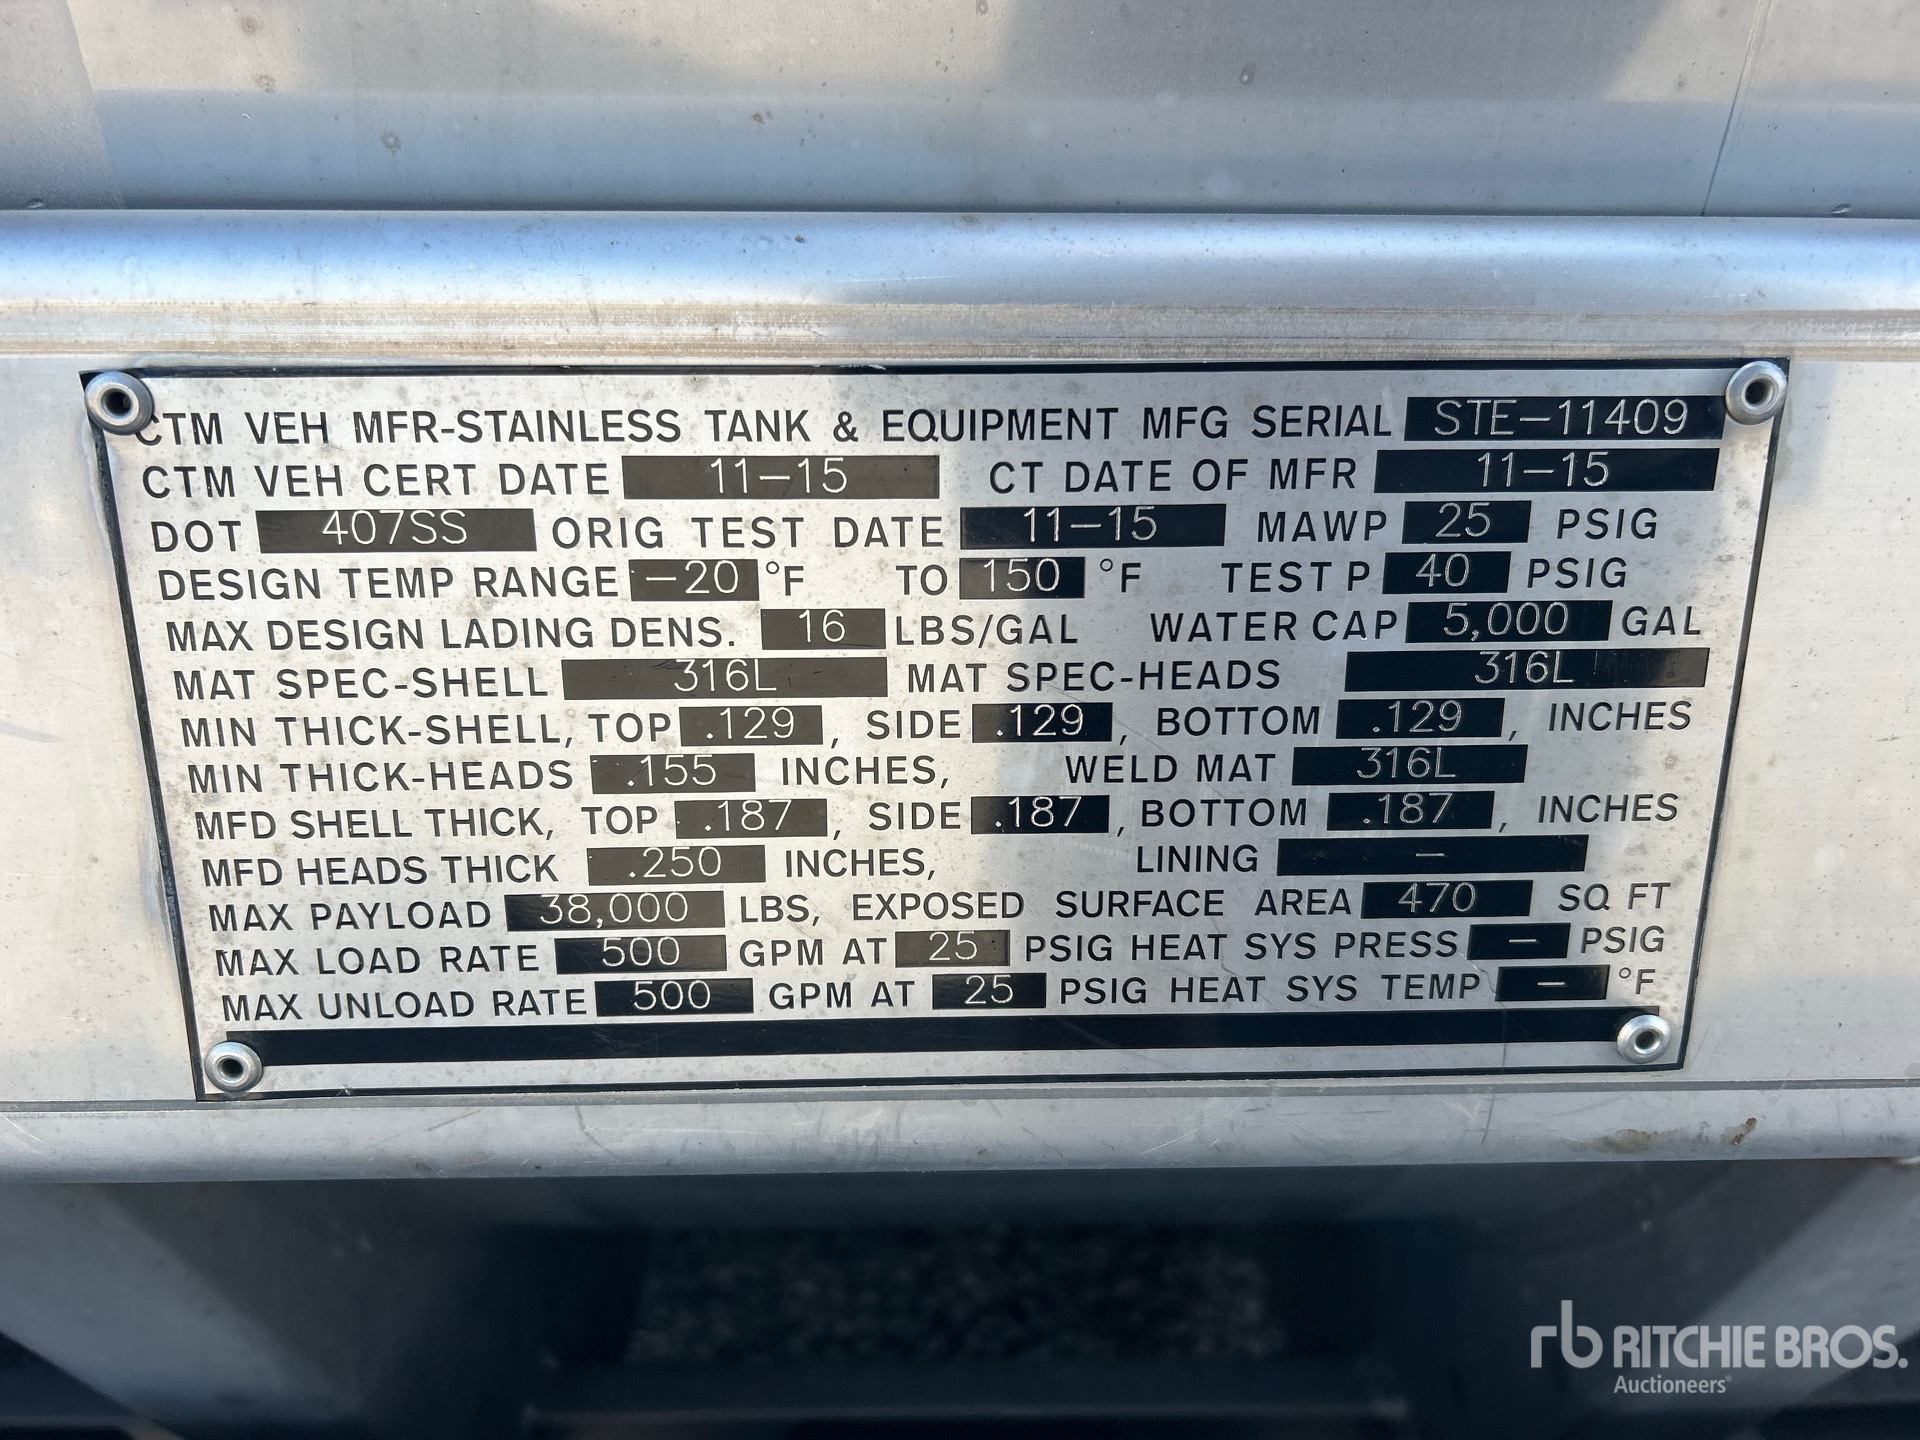 CTM VEH MFR-STAINLESS TANK & EQUIPMENT MFG SERIAL STE-11409
CTM VEH CERT DATE 11-15 CT DATE OF MFR 11-15
DOT 407SS ORIG TEST DATE 11-15 MAWP 25 PSIG
DESIGN TEMP RANGE -20 °F TO 150 °F TEST P 40 PSIG
MAX DESIGN LADING DENS. 16 LBS/GAL WATER CAP 5,000 GAL
MAT SPEC-SHELL 316L MAT SPEC-HEADS 316L
MIN THICK-SHELL, TOP .129, SIDE .129, BOTTOM .129, INCHES
MIN THICK-HEADS .155 INCHES, WELD MAT 316L
MFD SHELL THICK, TOP .187, SIDE .187, BOTTOM .187, INCHES
MFD HEADS THICK .250 INCHES, LINING -
MAX PAYLOAD 38,000 LBS, EXPOSED SURFACE AREA 470 SQ FT
MAX LOAD RATE 500 GPM AT 25 PSIG HEAT SYS PRESS - PSIG
MAX UNLOAD RATE 500 GPM AT 25 PSIG HEAT SYS TEMP - °F
rb RITCHIE BROS.
Auctioneers